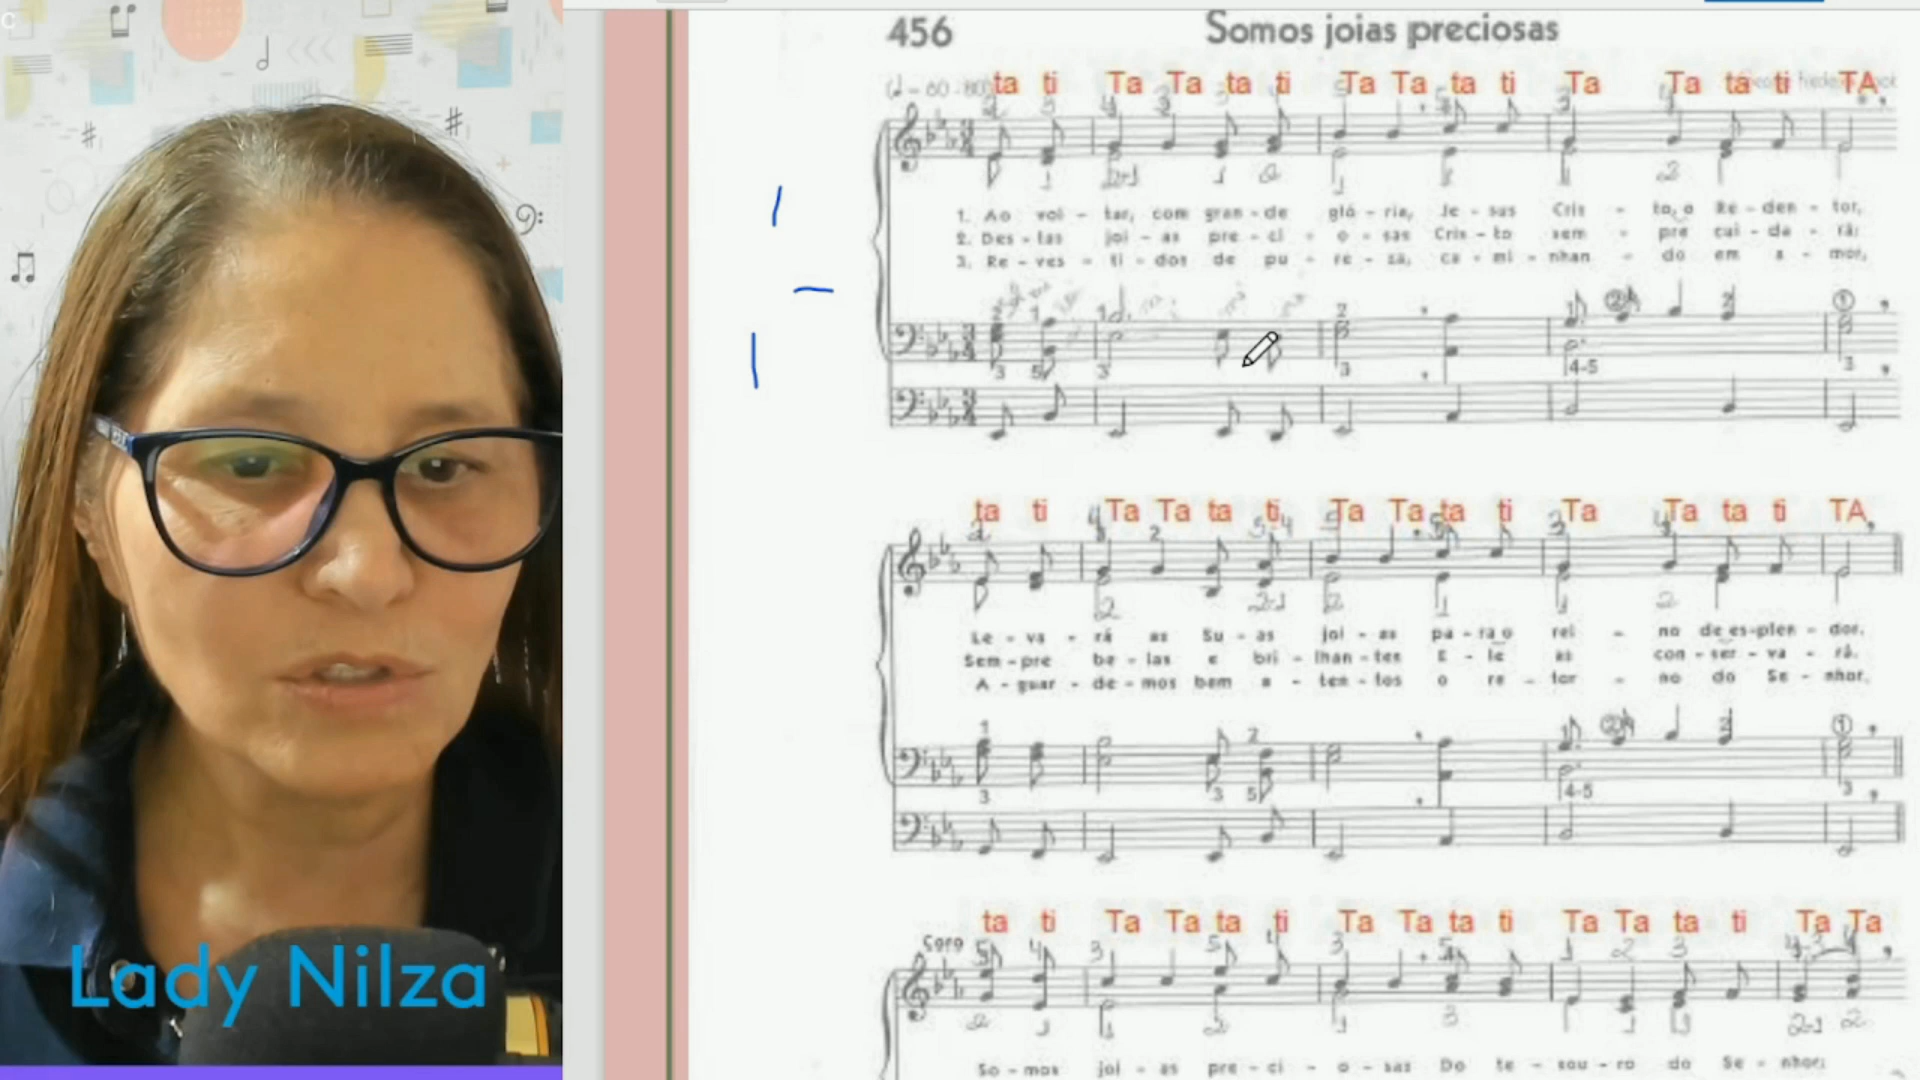 456 Somos joias preciosas
ta ti Ta Ta ta ti Ta Ta ta ti Ta Ta ta ti TA
1. Ao vol - tar, com gran - de gló - ria, Je - sus Cris - to, o Re - den - tor,
2. Des - tas joi - as pre - ci - o - sas Cris - to sem - pre cui - da - rá;
3. Re - ves - ti - dos de pu - re - za, ca - mi - nhan - do em a - mor,
ta ti Ta Ta ta ti Ta Ta ta ti Ta Ta ta ti TA
Le - va - rá as Su - as joi - as pa - ra o rei - no de es - plen - dor.
Sem - pre be - las e bri - lhan - tes E - le as con - ser - va - rá.
A - guar - de - mos bem a - ten - tos o re - tor - no do Se - nhor.
ta ti Ta Ta ta ti Ta Ta ta ti Ta Ta ta ti Ta Ta
Coro
So - mos joi - as pre - ci - o - sas Do te - sou - ro do Se - nhor;
Lady Nilza